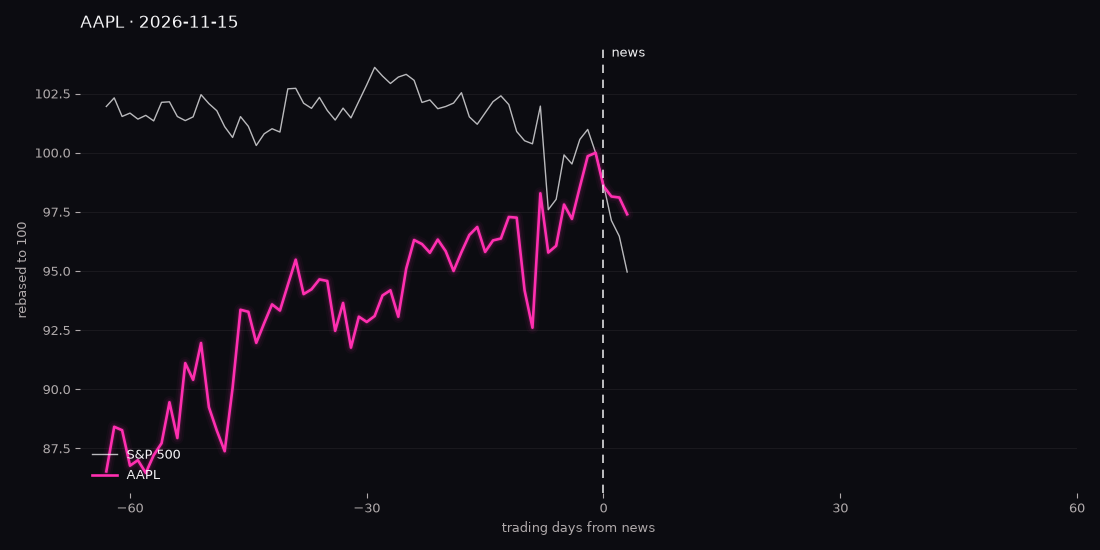 AAPL · 2026-11-15
news
102.5
100.0
97.5
95.0
92.5
90.0
87.5
rebased to 100
S&P 500
AAPL
−60
−30
0
30
60
trading days from news